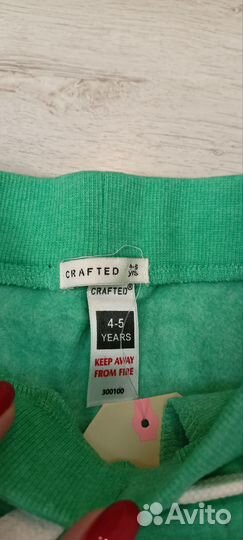 CRAFTED 4-5
YRS
CRAFTED®
4-5
YEARS
KEEP AWAY
FROM FIRE
300100
Avito